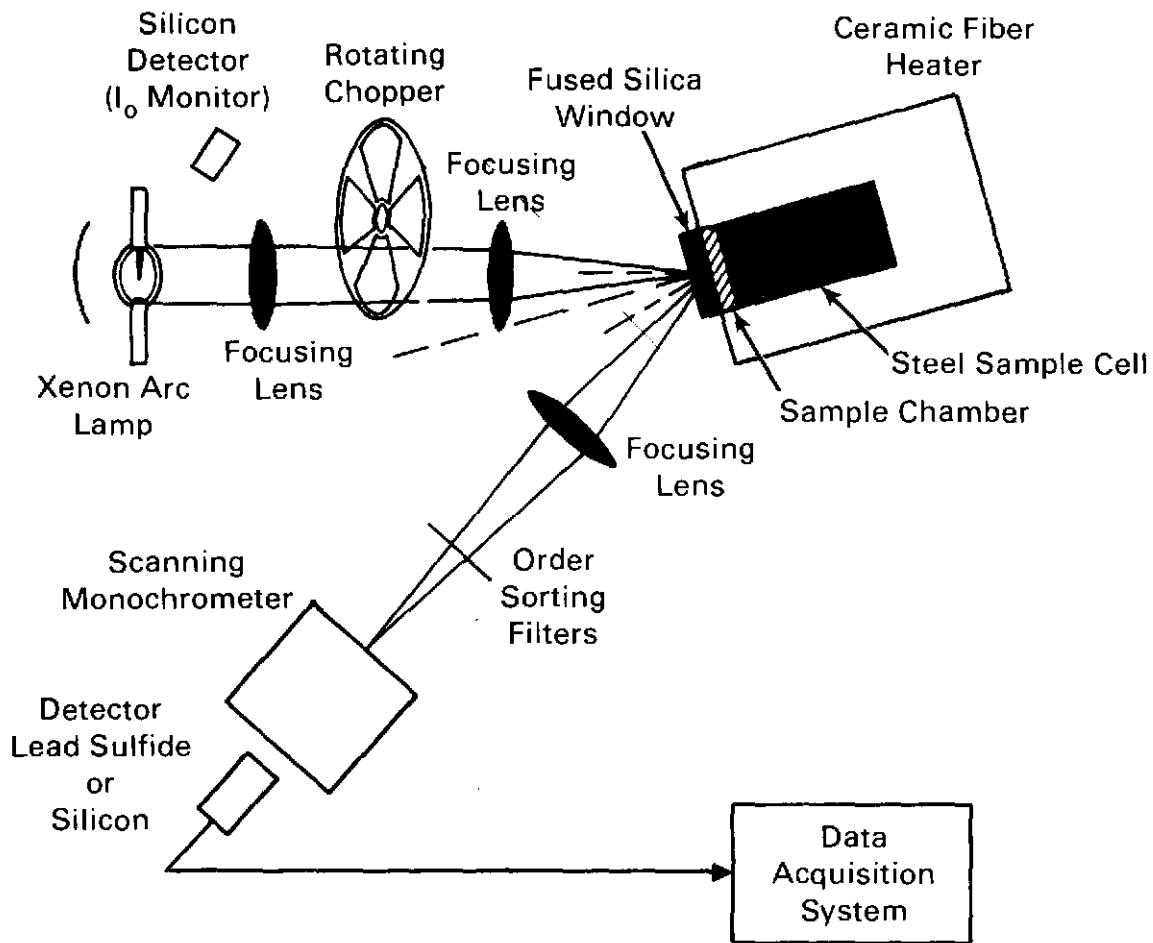 Silicon
Detector
(Io Monitor)
Rotating
Chopper
Fused Silica
Window
Ceramic Fiber
Heater
Focusing
Lens
Focusing
Lens
Xenon Arc
Lamp
Steel Sample Cell
Sample Chamber
Focusing
Lens
Order
Sorting
Filters
Scanning
Monochrometer
Detector
Lead Sulfide
or
Silicon
Data
Acquisition
System